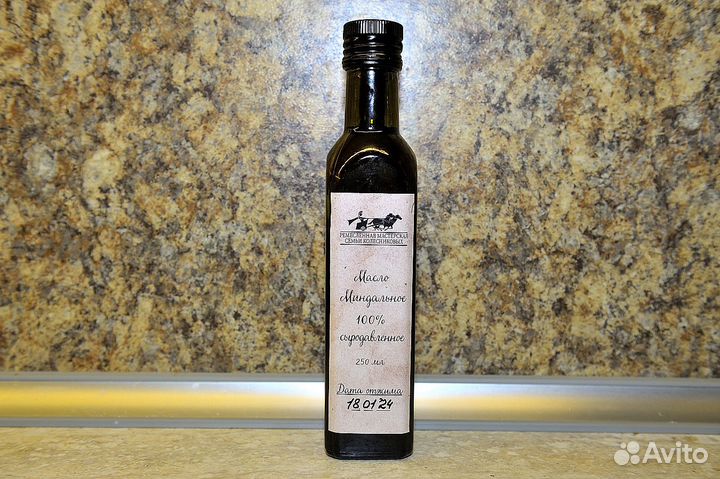 РЕМЕСЛЕННАЯ МАСТЕРСКАЯ
СЕМЬИ КОЛЕСНИКОВЫХ
Масло
Миндальное
100%
сыродавленное
250 мл
Дата отжима
18 01 24
Avito